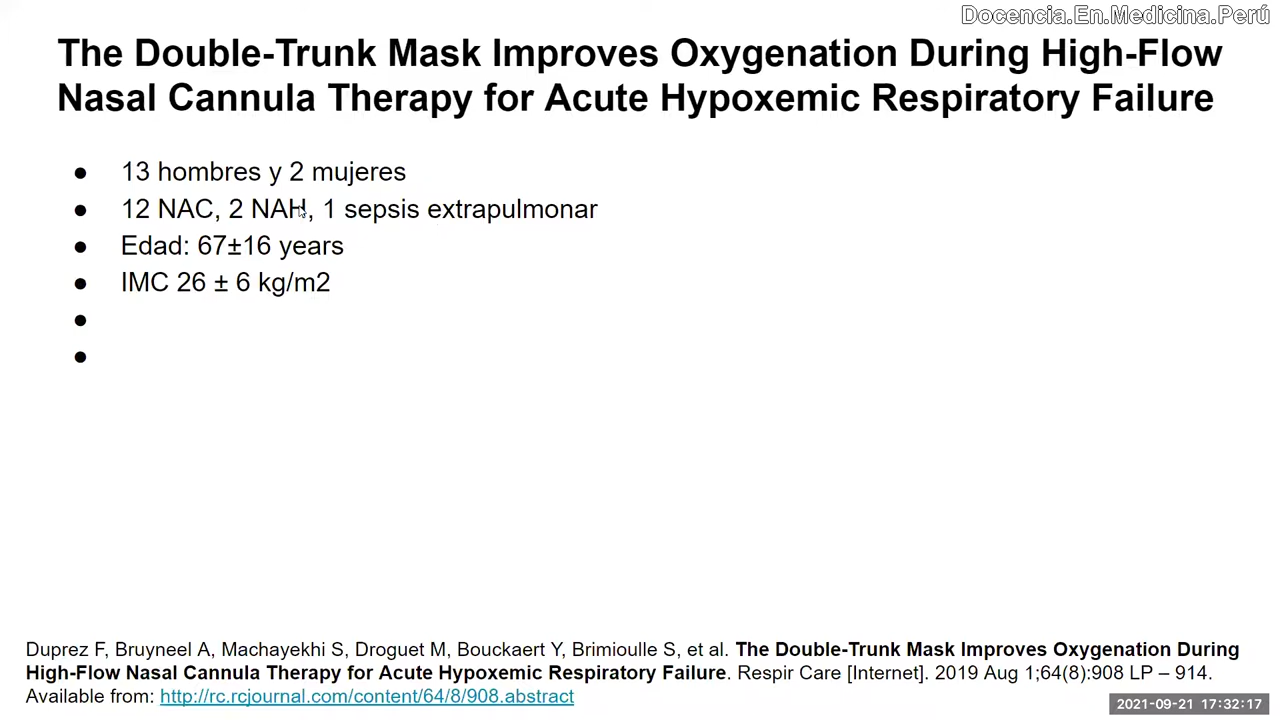 Docencia.En.Medicina.Perú
The Double-Trunk Mask Improves Oxygenation During High-Flow
Nasal Cannula Therapy for Acute Hypoxemic Respiratory Failure
● 13 hombres y 2 mujeres
● 12 NAC, 2 NAH, 1 sepsis extrapulmonar
● Edad: 67±16 years
● IMC 26 ± 6 kg/m2
●
●
Duprez F, Bruyneel A, Machayekhi S, Droguet M, Bouckaert Y, Brimioulle S, et al. The Double-Trunk Mask Improves Oxygenation During
High-Flow Nasal Cannula Therapy for Acute Hypoxemic Respiratory Failure. Respir Care [Internet]. 2019 Aug 1;64(8):908 LP – 914.
Available from: http://rc.rcjournal.com/content/64/8/908.abstract
2021-09-21 17:32:17